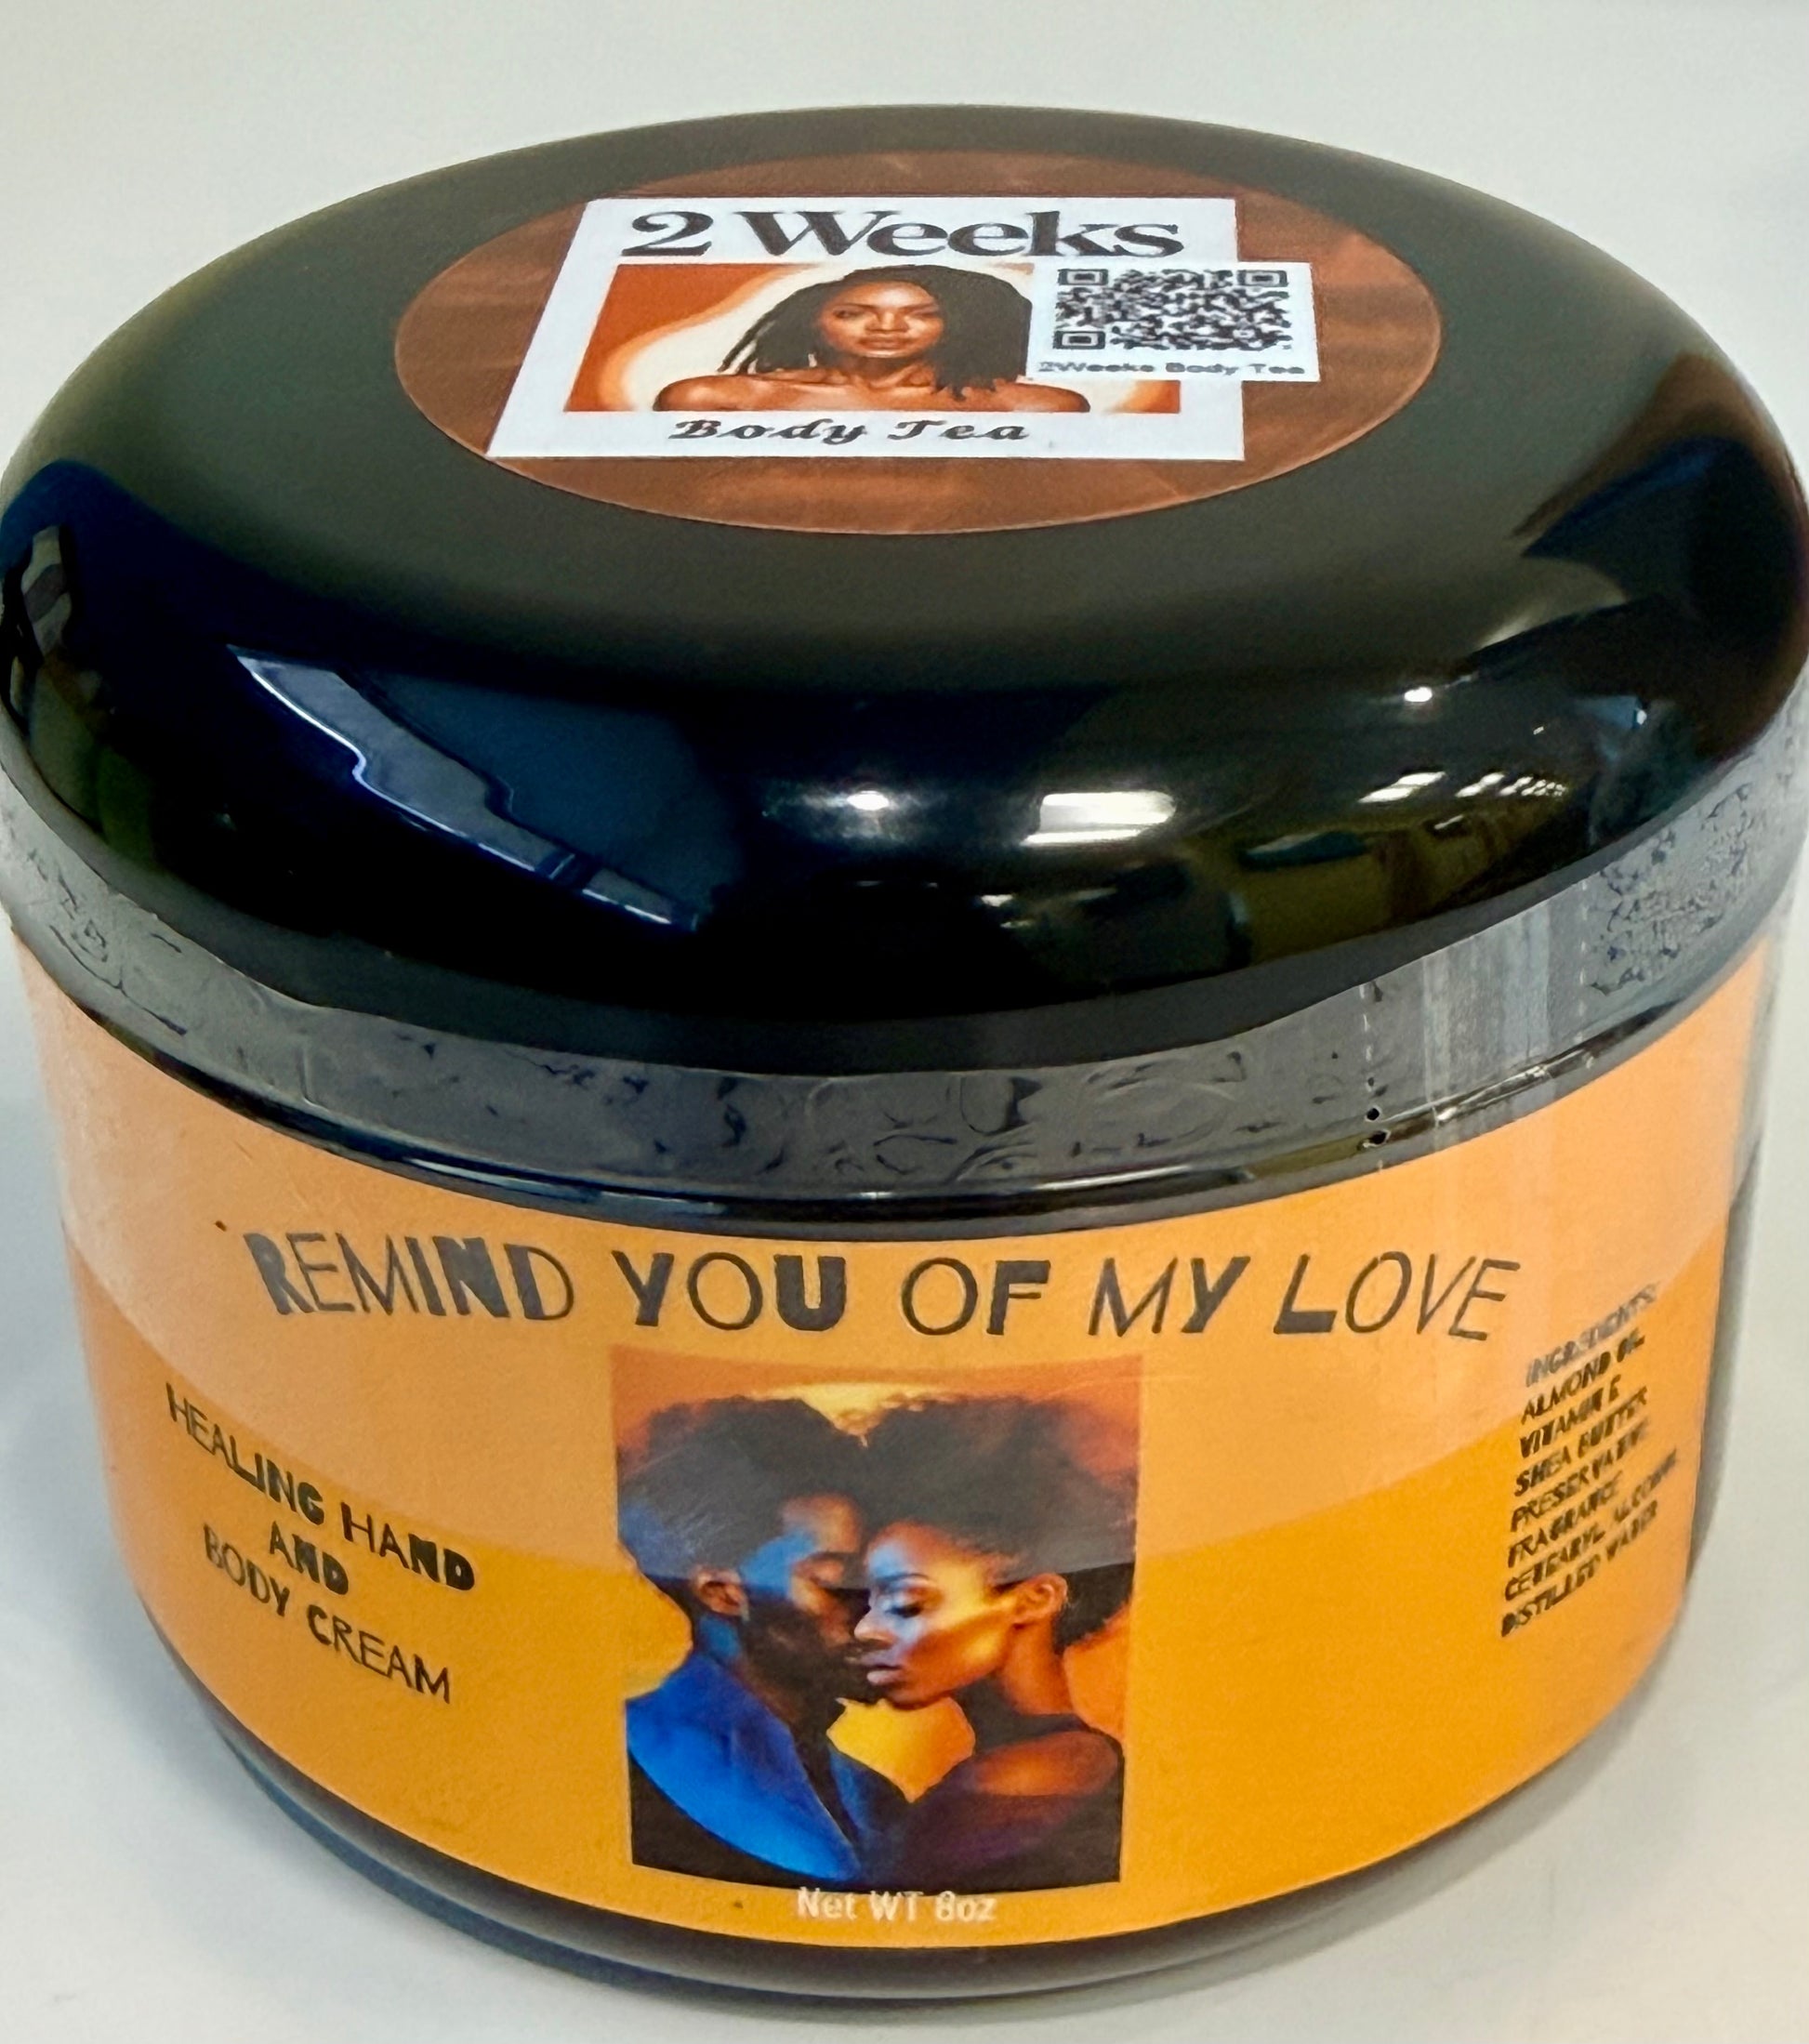 2 Weeks
2Weeks Body Tea
Body Tea
REMIND YOU OF MY LOVE
HEALING HAND
AND
BODY CREAM
INGREDIENTS:
ALMOND OIL
VITAMIN E
SHEA BUTTER
PRESERVATIVE
FRAGRANCE
CETEARYL ALCOHOL
DISTILLED WATER
Net WT 8oz